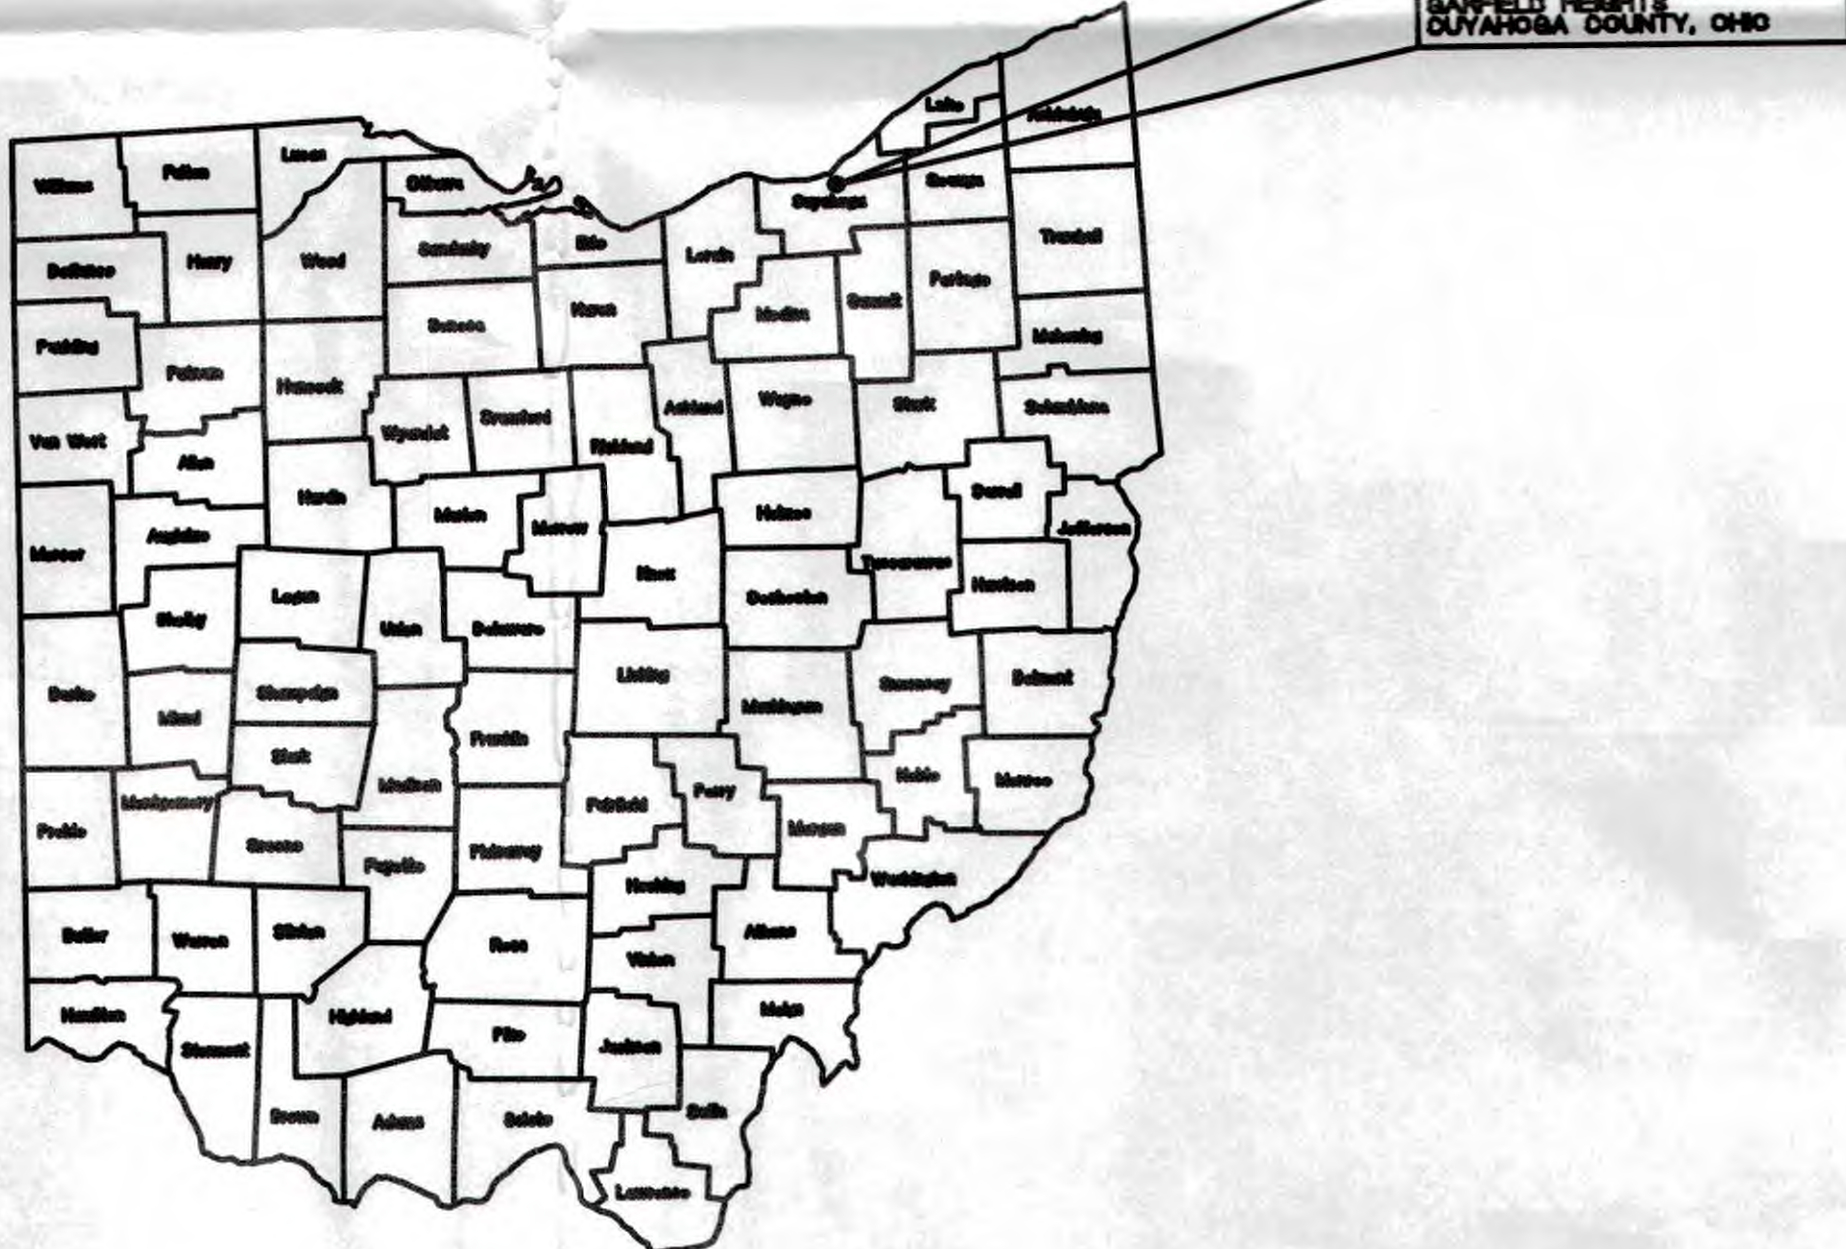 GARFIELD HEIGHTS
CUYAHOGA COUNTY, OHIO
Lake
Ashtabula
Lucas
Williams
Fulton
Ottawa
Geauga
Cuyahoga
Trumbull
Defiance
Henry
Wood
Sandusky
Erie
Lorain
Portage
Paulding
Putnam
Hancock
Seneca
Huron
Medina
Summit
Mahoning
Van Wert
Allen
Wyandot
Crawford
Richland
Ashland
Wayne
Stark
Columbiana
Mercer
Auglaize
Hardin
Marion
Morrow
Holmes
Carroll
Jefferson
Shelby
Logan
Union
Delaware
Knox
Coshocton
Tuscarawas
Harrison
Darke
Miami
Champaign
Licking
Muskingum
Guernsey
Belmont
Clark
Franklin
Madison
Preble
Montgomery
Greene
Fayette
Pickaway
Fairfield
Perry
Morgan
Noble
Monroe
Hocking
Washington
Butler
Warren
Clinton
Ross
Vinton
Athens
Hamilton
Clermont
Highland
Pike
Jackson
Meigs
Brown
Adams
Scioto
Gallia
Lawrence